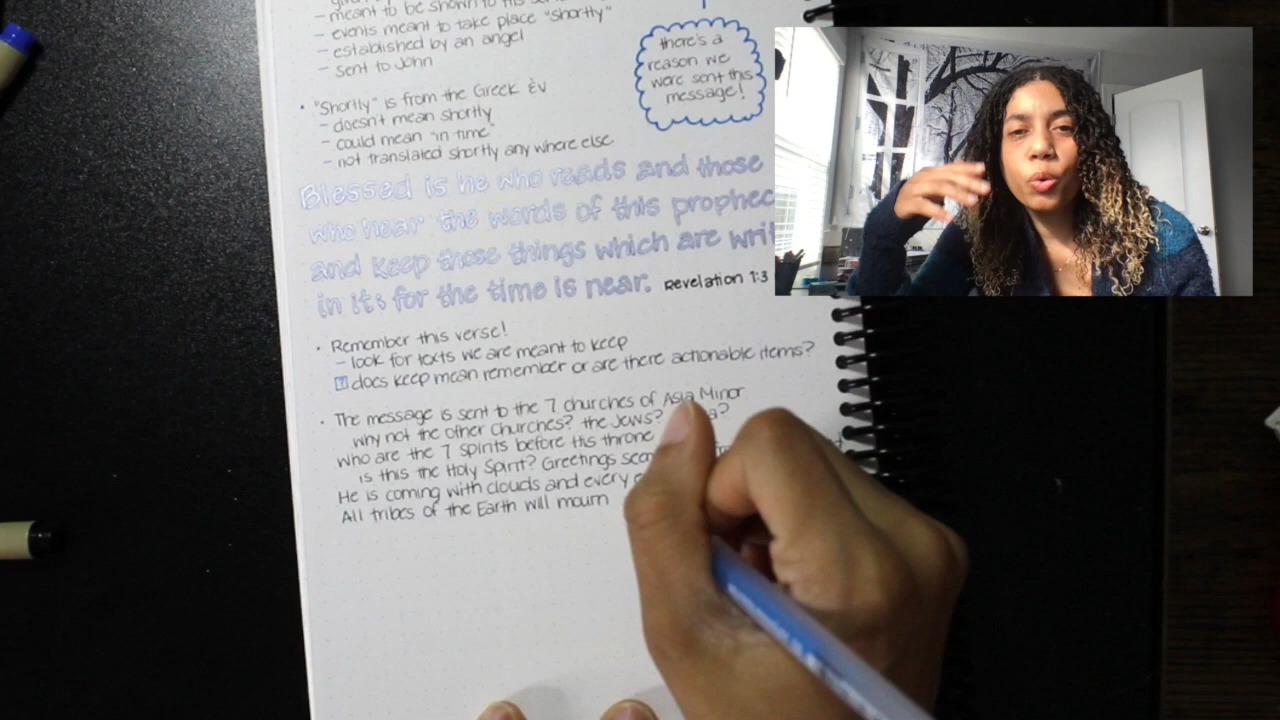 - meant to be shown to His
- events meant to take place "shortly"
- established by an angel
- sent to John
there's a
reason we
were sent this
message!
• "Shortly" is from the Greek ἐν
- doesn't mean shortly
- could mean "in time"
- not translated shortly any where else
Blessed is he who reads and those
who hear the words of this prophec
and keep those things which are wri
in it; for the time is near. Revelation 1:3
• Remember this verse!
- look for texts we are meant to keep
? does keep mean remember or are there actionable items?
• The message is sent to the 7 churches of Asia Minor
why not the other churches? the Jews?
who are the 7 spirits before His throne
is this the Holy Spirit? Greetings
He is coming with clouds and every
All tribes of the Earth will mourn